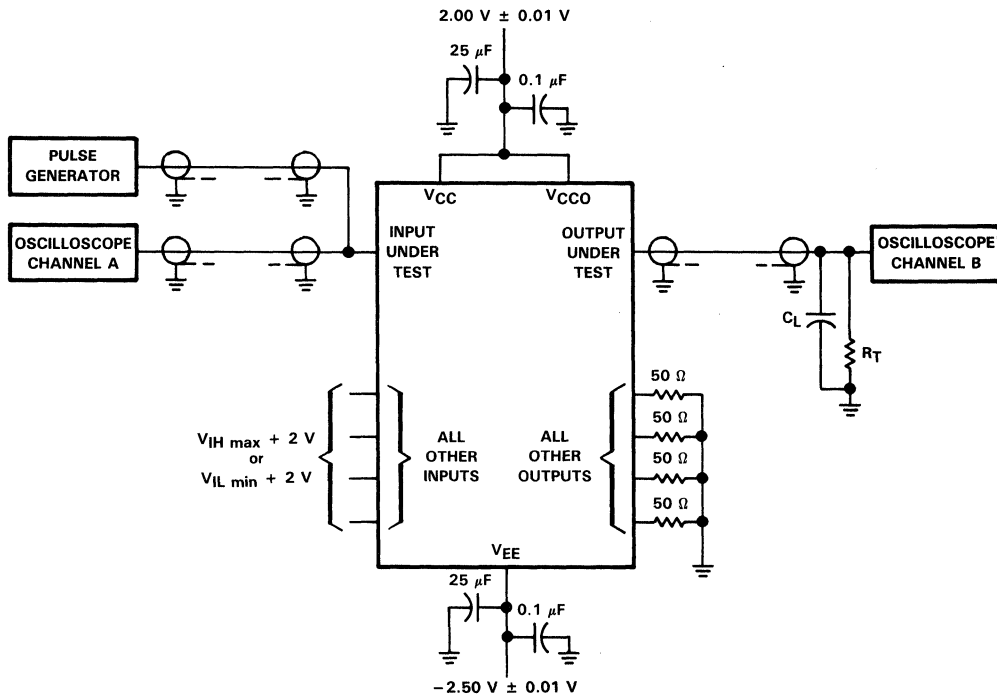 2.00 V ± 0.01 V
25 µF
0.1 µF
PULSE
GENERATOR
OSCILLOSCOPE
CHANNEL A
VCC
VCCO
INPUT
UNDER
TEST
OUTPUT
UNDER
TEST
OSCILLOSCOPE
CHANNEL B
CL
RT
VIH max + 2 V
or
VIL min + 2 V
ALL
OTHER
INPUTS
ALL
OTHER
OUTPUTS
50 Ω
50 Ω
50 Ω
50 Ω
VEE
25 µF
0.1 µF
−2.50 V ± 0.01 V